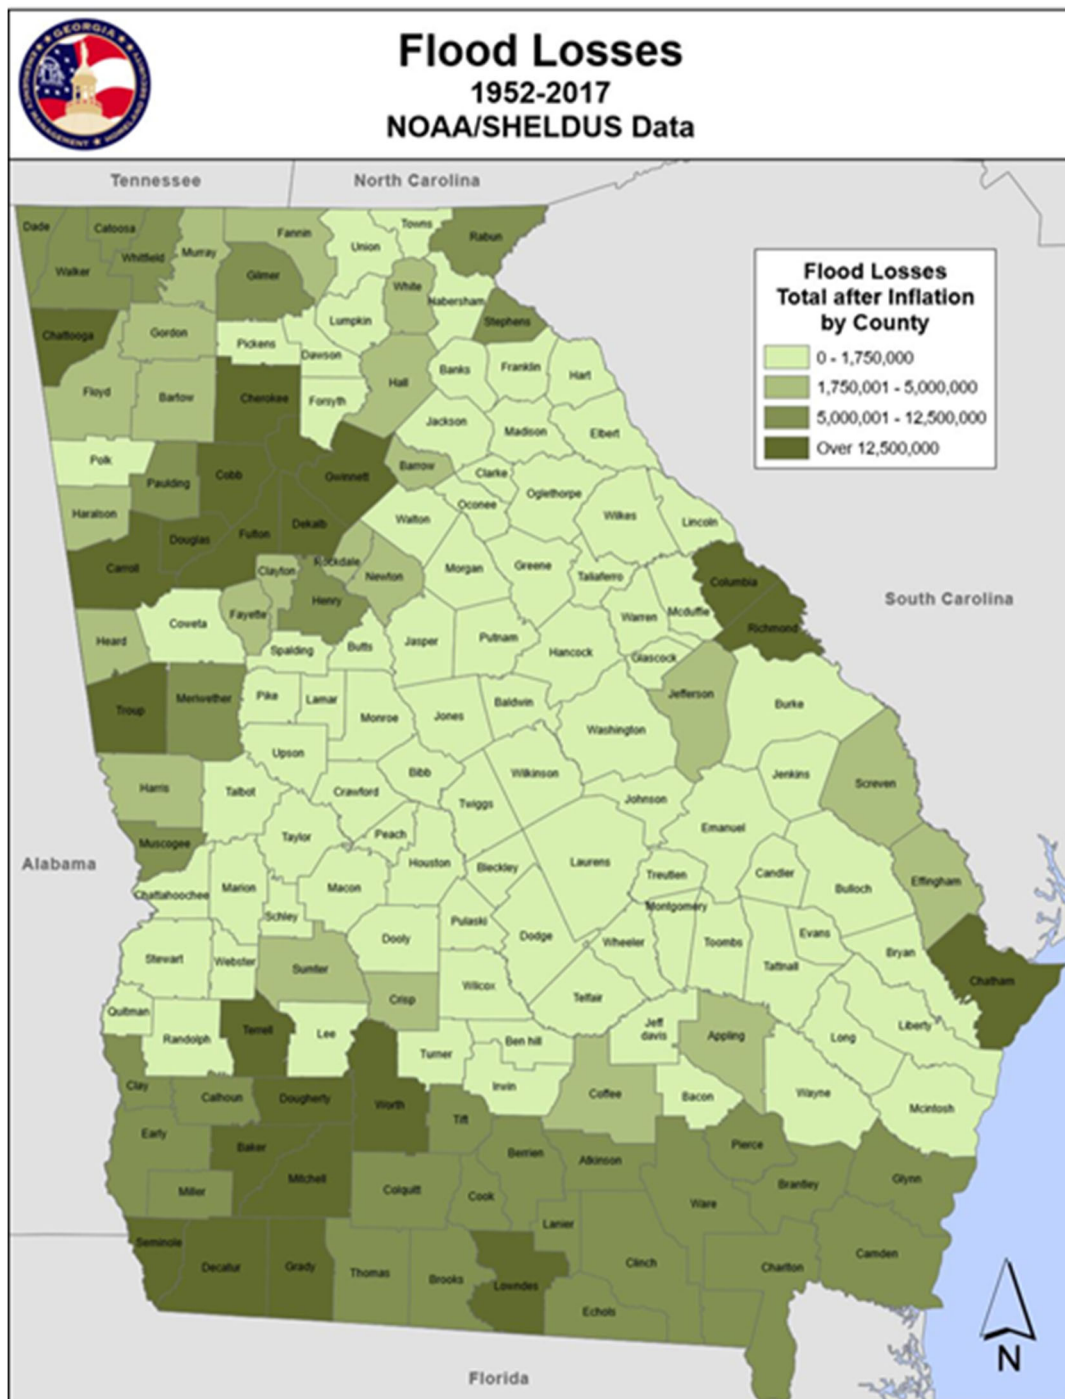 GEORGIA
EMERGENCY MANAGEMENT ★ HOMELAND SECURITY
Flood Losses
1952-2017
NOAA/SHELDUS Data
Tennessee
North Carolina
Dade
Catoosa
Whitfield
Murray
Fannin
Union
Towns
Rabun
Walker
Gilmer
White
Habersham
Chattooga
Gordon
Pickens
Lumpkin
Dawson
Stephens
Floyd
Bartow
Cherokee
Forsyth
Hall
Banks
Franklin
Hart
Flood Losses
Total after Inflation
by County
0 - 1,750,000
1,750,001 - 5,000,000
5,000,001 - 12,500,000
Over 12,500,000
Jackson
Madison
Elbert
Polk
Paulding
Cobb
Gwinnett
Barrow
Clarke
Oconee
Oglethorpe
Wilkes
Lincoln
Haralson
Douglas
Fulton
Dekalb
Walton
Carroll
Clayton
Rockdale
Newton
Morgan
Greene
Taliaferro
Columbia
Henry
Fayette
Coweta
Heard
Spalding
Butts
Jasper
Putnam
Hancock
Warren
Mcduffie
Richmond
South Carolina
Glascock
Jefferson
Burke
Troup
Meriwether
Pike
Lamar
Monroe
Jones
Baldwin
Washington
Upson
Bibb
Wilkinson
Jenkins
Screven
Harris
Talbot
Crawford
Twiggs
Johnson
Emanuel
Muscogee
Taylor
Peach
Houston
Bleckley
Laurens
Treutlen
Candler
Bulloch
Effingham
Alabama
Chattahoochee
Marion
Macon
Schley
Dooly
Pulaski
Dodge
Wheeler
Montgomery
Toombs
Tattnall
Evans
Bryan
Chatham
Stewart
Webster
Sumter
Crisp
Wilcox
Telfair
Quitman
Randolph
Terrell
Lee
Turner
Ben hill
Jeff
davis
Appling
Long
Liberty
Clay
Calhoun
Dougherty
Worth
Tift
Irwin
Coffee
Bacon
Wayne
Mcintosh
Early
Baker
Mitchell
Berrien
Atkinson
Pierce
Brantley
Glynn
Miller
Colquitt
Cook
Lanier
Ware
Seminole
Decatur
Grady
Thomas
Brooks
Lowndes
Echols
Clinch
Charlton
Camden
N
Florida